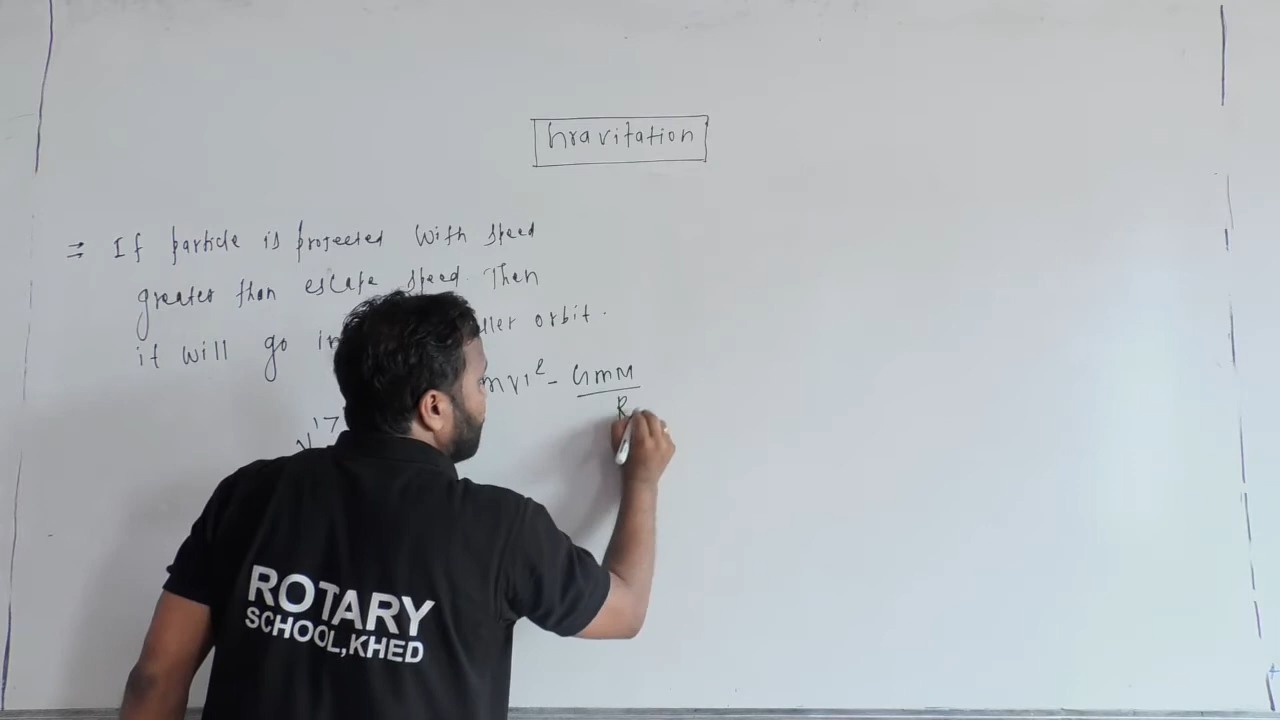 Gravitation
⇒ If particle is projected with speed
greater than escape speed. Then
it will go in orbit.
mv1² - GmM
R
ROTARY
SCHOOL,KHED